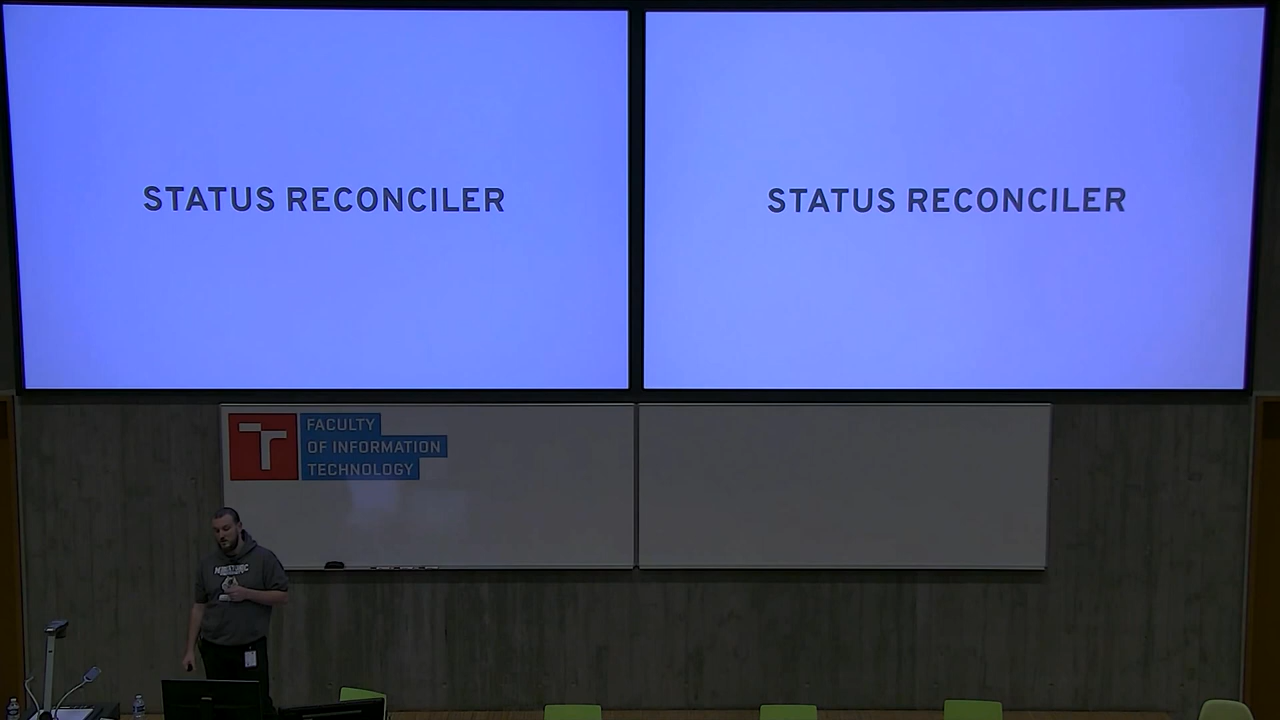 STATUS RECONCILER
STATUS RECONCILER
FACULTY
OF INFORMATION
TECHNOLOGY